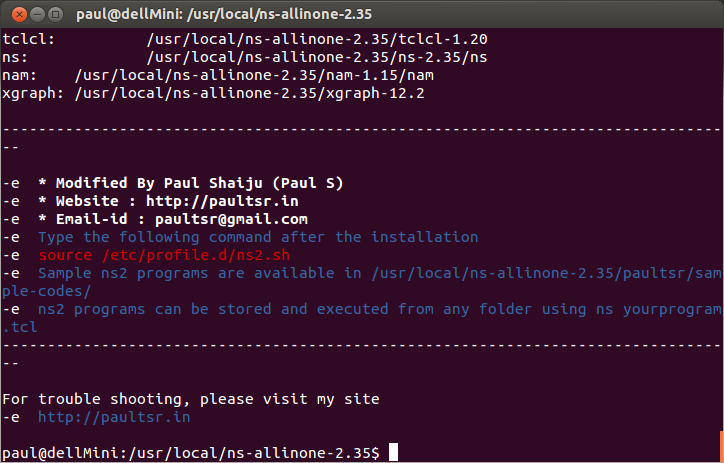 paul@dellMini: /usr/local/ns-allinone-2.35
tclcl:          /usr/local/ns-allinone-2.35/tclcl-1.20
ns:             /usr/local/ns-allinone-2.35/ns-2.35/ns
nam:    /usr/local/ns-allinone-2.35/nam-1.15/nam
xgraph: /usr/local/ns-allinone-2.35/xgraph-12.2
--------------------------------------------------------------------------------
--
-e  * Modified By Paul Shaiju (Paul S)
-e  * Website : http://paultsr.in
-e  * Email-id : paultsr@gmail.com
-e  Type the following command after the installation
-e  source /etc/profile.d/ns2.sh
-e  Sample ns2 programs are available in /usr/local/ns-allinone-2.35/paultsr/sam
ple-codes/
-e  ns2 programs can be stored and executed from any folder using ns yourprogram
.tcl
--------------------------------------------------------------------------------
--
For trouble shooting, please visit my site
-e  http://paultsr.in
paul@dellMini:/usr/local/ns-allinone-2.35$